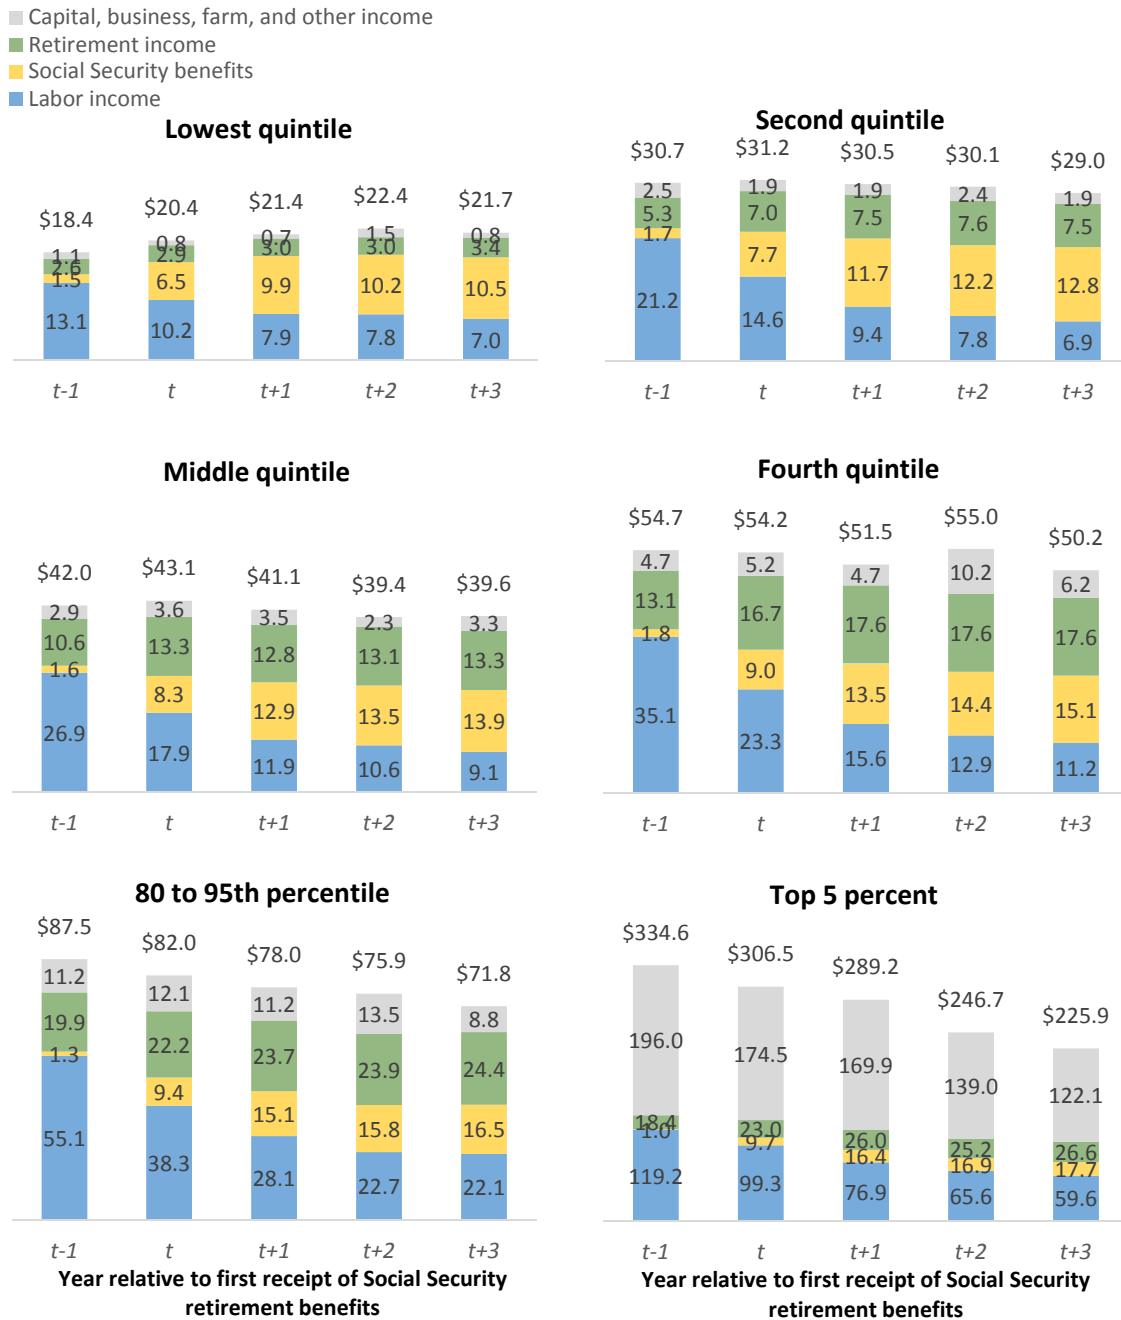 Capital, business, farm, and other income
Retirement income
Social Security benefits
Labor income
Lowest quintile
$18.4 $20.4 $21.4 $22.4 $21.7
1.1 0.8 0.7 1.5 0.8
2.6 2.9 3.0 3.0 3.4
1.5 6.5 9.9 10.2 10.5
13.1 10.2 7.9 7.8 7.0
t-1 t t+1 t+2 t+3
Second quintile
$30.7 $31.2 $30.5 $30.1 $29.0
2.5 1.9 1.9 2.4 1.9
5.3 7.0 7.5 7.6 7.5
1.7 7.7 11.7 12.2 12.8
21.2 14.6 9.4 7.8 6.9
t-1 t t+1 t+2 t+3
Middle quintile
$42.0 $43.1 $41.1 $39.4 $39.6
2.9 3.6 3.5 2.3 3.3
10.6 13.3 12.8 13.1 13.3
1.6 8.3 12.9 13.5 13.9
26.9 17.9 11.9 10.6 9.1
t-1 t t+1 t+2 t+3
Fourth quintile
$54.7 $54.2 $51.5 $55.0 $50.2
4.7 5.2 4.7 10.2 6.2
13.1 16.7 17.6 17.6 17.6
1.8 9.0 13.5 14.4 15.1
35.1 23.3 15.6 12.9 11.2
t-1 t t+1 t+2 t+3
80 to 95th percentile
$87.5 $82.0 $78.0 $75.9 $71.8
11.2 12.1 11.2 13.5 8.8
19.9 22.2 23.7 23.9 24.4
1.3 9.4 15.1 15.8 16.5
55.1 38.3 28.1 22.7 22.1
t-1 t t+1 t+2 t+3
Year relative to first receipt of Social Security
retirement benefits
Top 5 percent
$334.6 $306.5 $289.2 $246.7 $225.9
196.0 174.5 169.9 139.0 122.1
18.4 23.0 26.0 25.2 26.6
1.0 9.7 16.4 16.9 17.7
119.2 99.3 76.9 65.6 59.6
t-1 t t+1 t+2 t+3
Year relative to first receipt of Social Security
retirement benefits